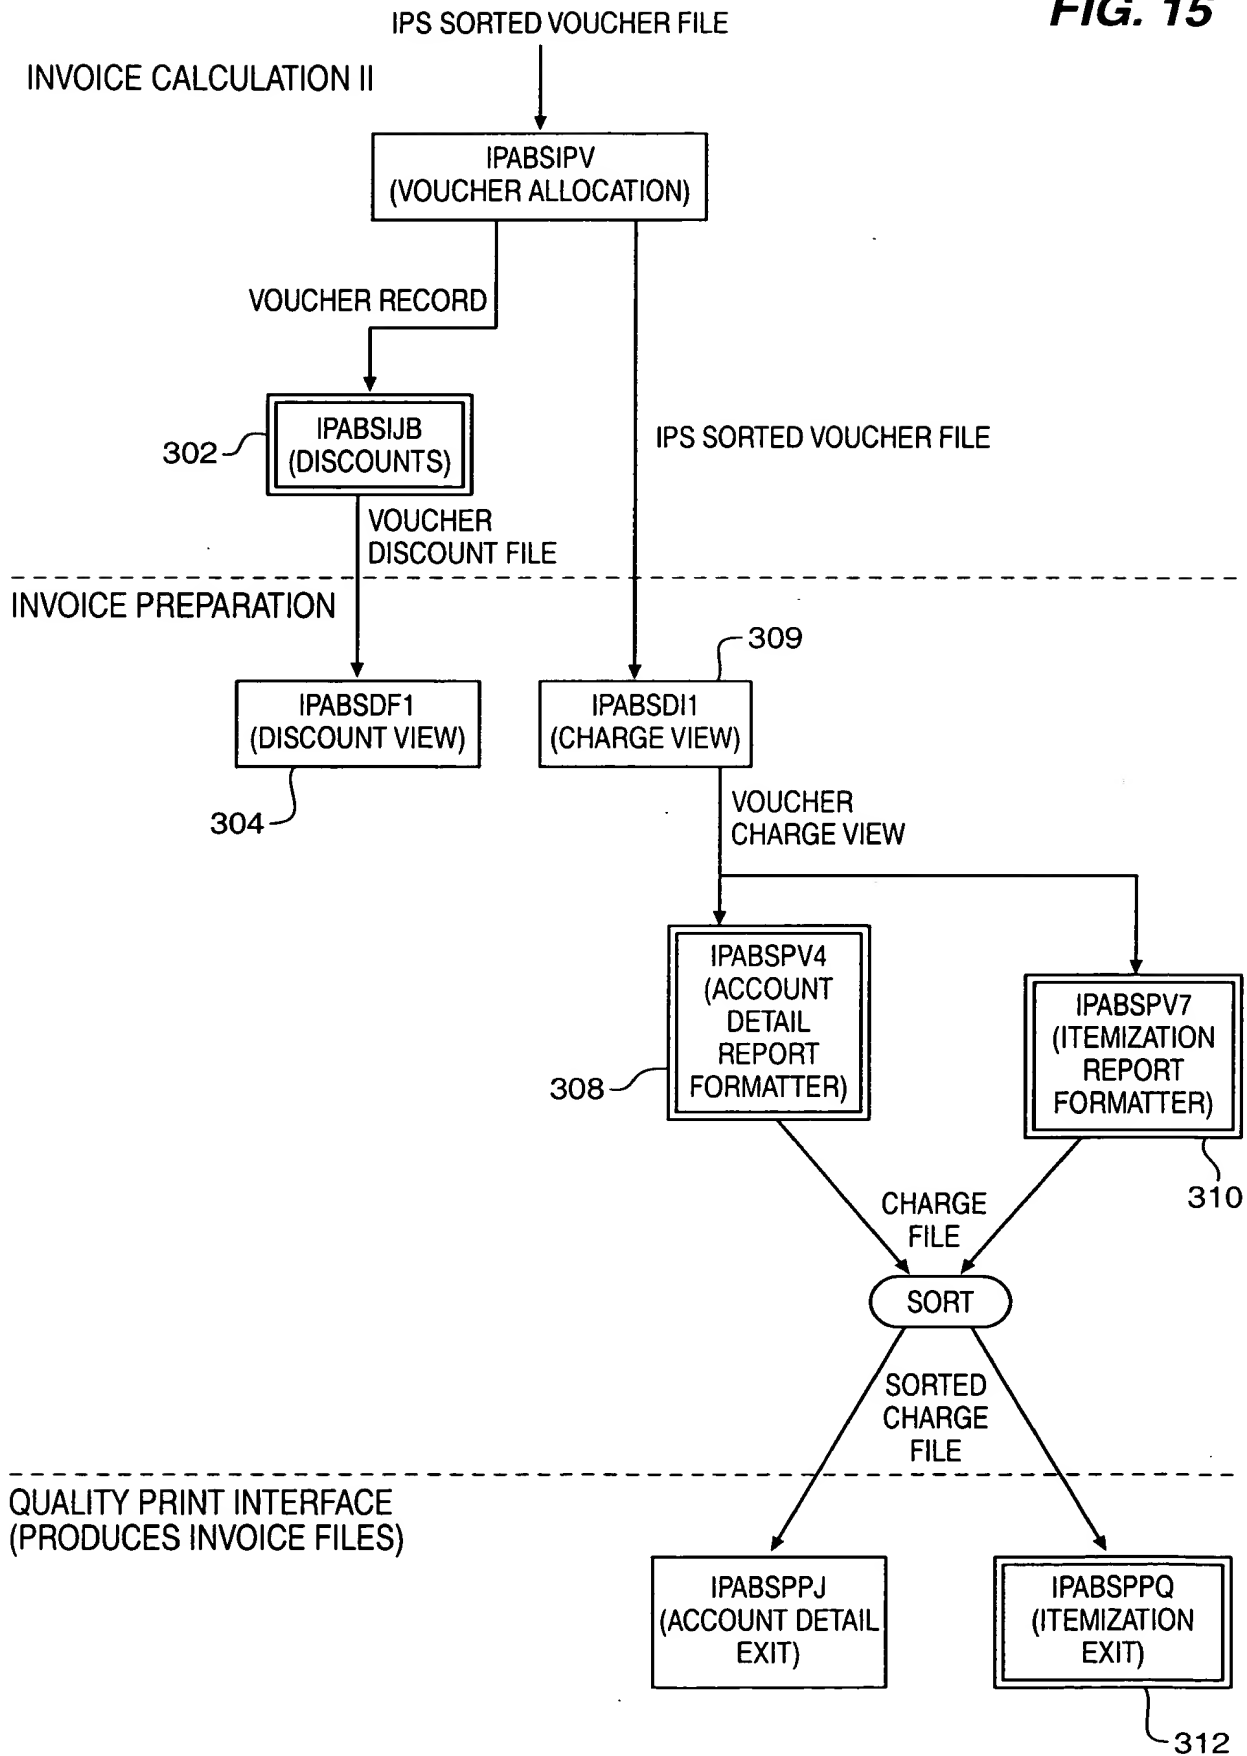 FIG. 15
IPS SORTED VOUCHER FILE
INVOICE CALCULATION II
IPABSIPV
(VOUCHER ALLOCATION)
VOUCHER RECORD
IPABSIJB
(DISCOUNTS)
302
IPS SORTED VOUCHER FILE
VOUCHER
DISCOUNT FILE
INVOICE PREPARATION
309
IPABSDF1
(DISCOUNT VIEW)
IPABSDI1
(CHARGE VIEW)
304
VOUCHER
CHARGE VIEW
IPABSPV4
(ACCOUNT
DETAIL
REPORT
FORMATTER)
308
IPABSPV7
(ITEMIZATION
REPORT
FORMATTER)
310
CHARGE
FILE
SORT
SORTED
CHARGE
FILE
QUALITY PRINT INTERFACE
(PRODUCES INVOICE FILES)
IPABSPPJ
(ACCOUNT DETAIL
EXIT)
IPABSPPQ
(ITEMIZATION
EXIT)
312